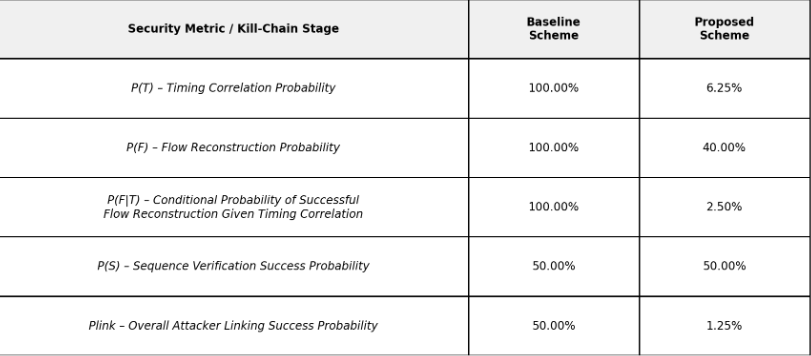 Security Metric / Kill-Chain Stage
Baseline
Scheme
Proposed
Scheme
P(T) – Timing Correlation Probability
100.00%
6.25%
P(F) – Flow Reconstruction Probability
100.00%
40.00%
P(F|T) – Conditional Probability of Successful
Flow Reconstruction Given Timing Correlation
100.00%
2.50%
P(S) – Sequence Verification Success Probability
50.00%
50.00%
Plink – Overall Attacker Linking Success Probability
50.00%
1.25%